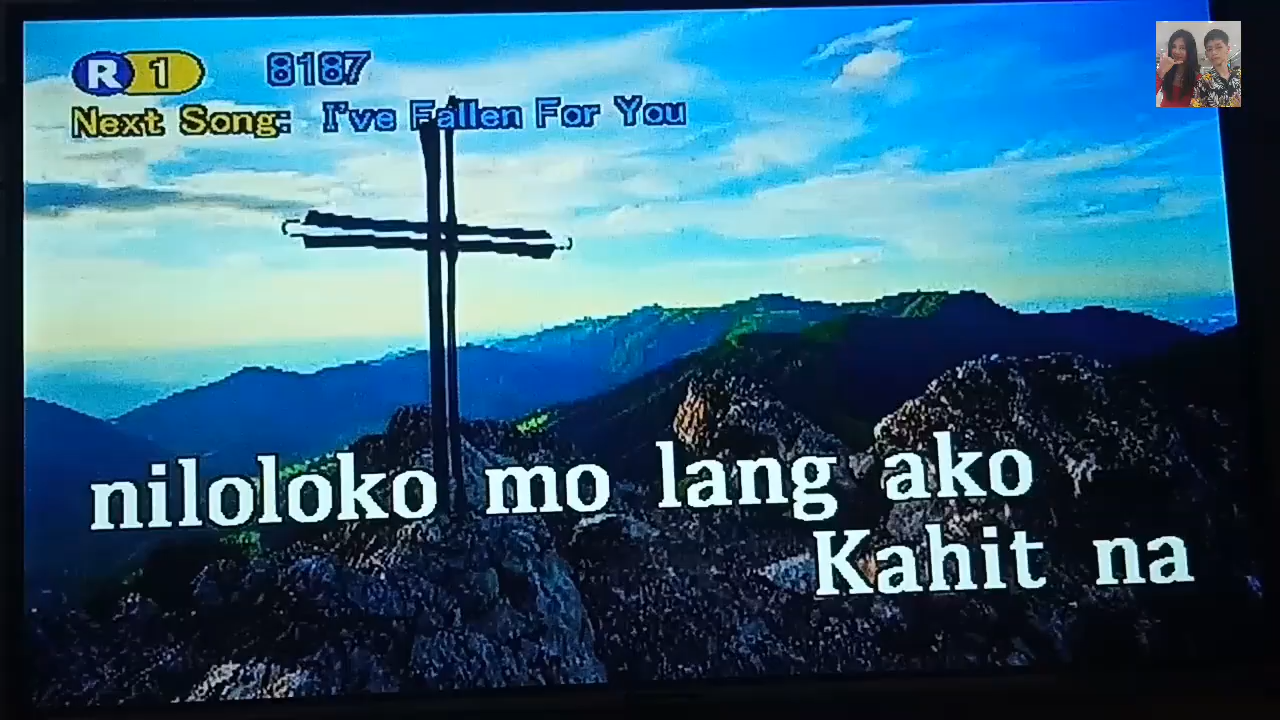 R 1 8187
Next Song: I've Fallen For You
niloloko mo lang ako
Kahit na